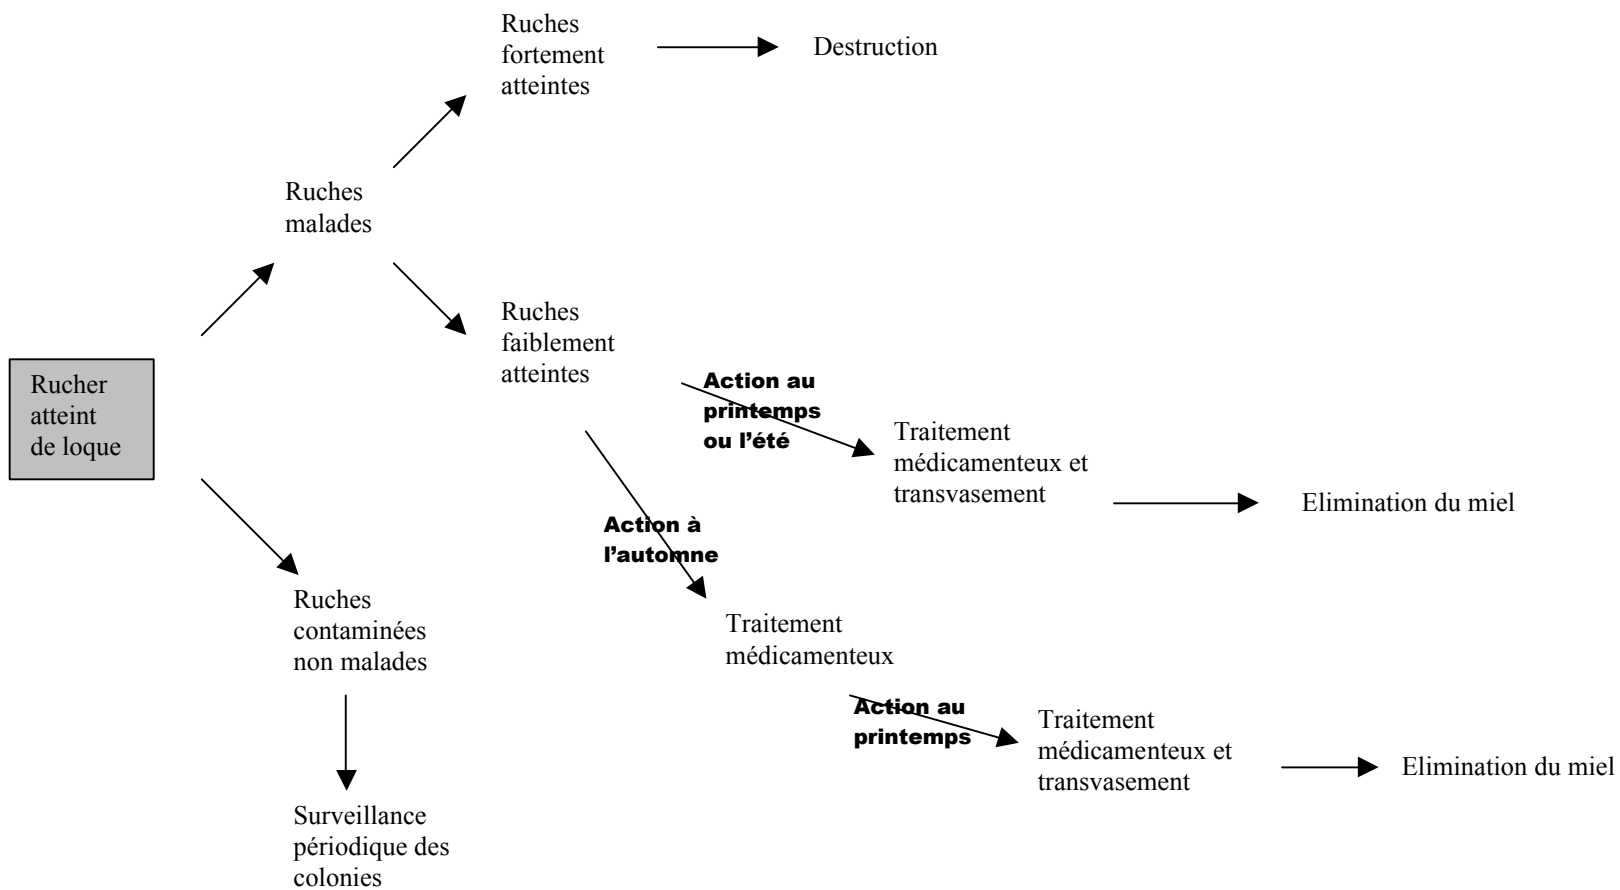 Ruches
fortement
atteintes
Destruction
Ruches
malades
Ruches
faiblement
atteintes
Rucher
atteint
de loque
Action au
printemps
ou l’été
Traitement
médicamenteux et
transvasement
Elimination du miel
Action à
l’automne
Ruches
contaminées
non malades
Traitement
médicamenteux
Action au
printemps
Traitement
médicamenteux et
transvasement
Elimination du miel
Surveillance
périodique des
colonies